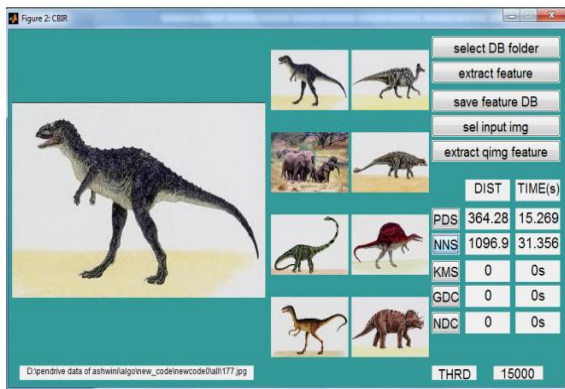 Figure 2: CBIR
select DB folder
extract feature
save feature DB
sel input img
extract qimg feature
DIST TIME(s)
PDS 364.28 15.269
NNS 1096.9 31.356
KMS 0 0s
GDC 0 0s
NDC 0 0s
D:\pendrive data of ashwini\algo\new_code\newcode0\all\177.jpg
THRD 15000